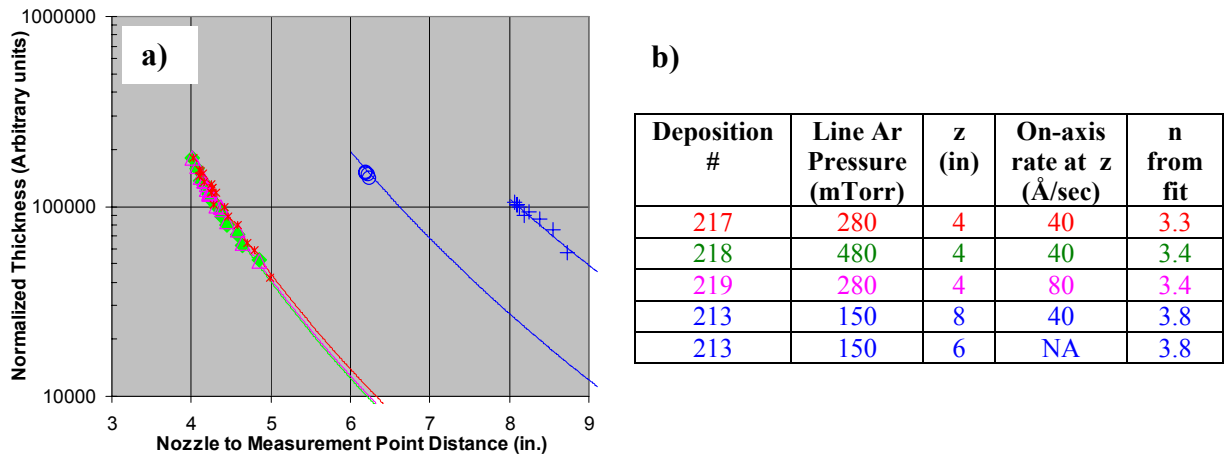 a)
Normalized Thickness (Arbitrary units)
1000000
100000
10000
3 4 5 6 7 8 9
Nozzle to Measurement Point Distance (in.)
b)
Deposition # Line Ar Pressure (mTorr) z (in) On-axis rate at z (Å/sec) n from fit
217 280 4 40 3.3
218 480 4 40 3.4
219 280 4 80 3.4
213 150 8 40 3.8
213 150 6 NA 3.8